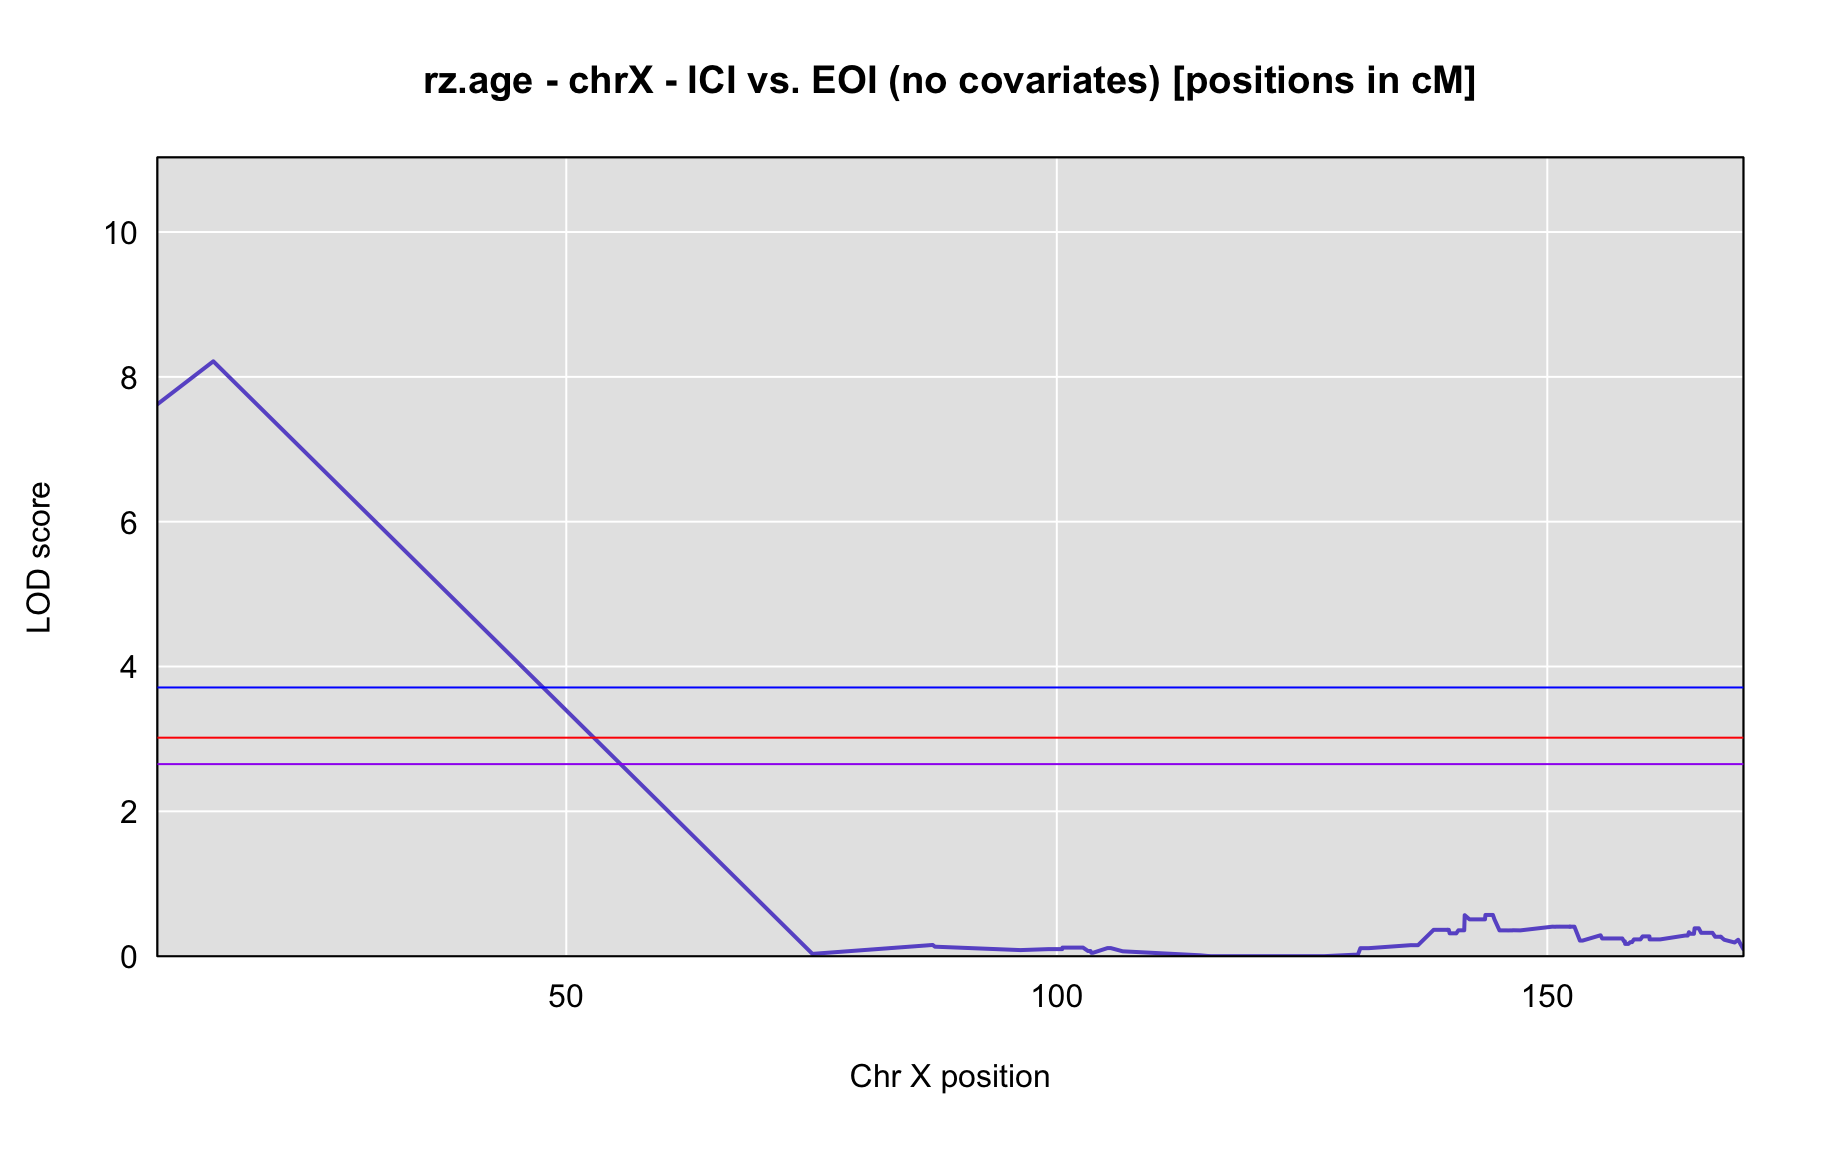 rz.age - chrX - ICI vs. EOI (no covariates) [positions in cM]
10
8
6
4
2
0
LOD score
50 100 150
Chr X position